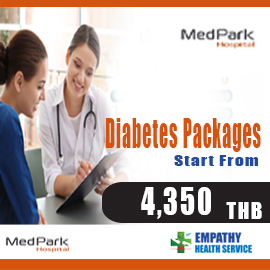 MedPark
Hospital
Diabetes Packages
Start From
4,350 THB
MedPark
Hospital
EMPATHY
HEALTH SERVICE